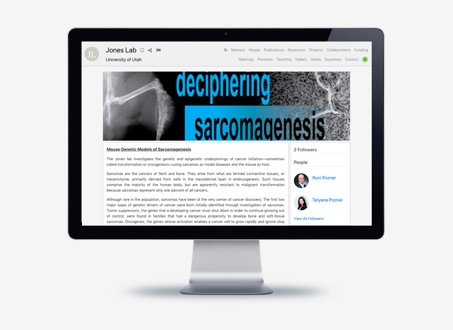 JL
Jones Lab
University of Utah
Network People Publications Resources Projects Collaborations Funding
Meetings Positions Teaching Gallery Media Questions Contact
deciphering
sarcomagenesis
Mouse Genetic Models of Sarcomagenesis
The Jones lab investigates the genetic and epigenetic underpinnings of cancer initiation—sometimes
called transformation or oncogenesis—using sarcomas as model diseases and the mouse as host.
Sarcomas are the cancers of flesh and bone. They arise from what are termed connective tissues, or
mesenchyme, primarily derived from cells in the mesodermal layer in embryogenesis. Such tissues
comprise the majority of the human body, but are apparently resistant to malignant transformation
because sarcomas represent only one percent of all cancers.
Although rare in the population, sarcomas have been at the very center of cancer discovery. The first two
major types of genetic drivers of cancer were both initially identified through investigation of sarcomas.
Tumor suppressors, the genes that a developing cancer must shut down in order to continue growing out
of control, were found in families that had a dangerous propensity to develop bone and soft-tissue
sarcomas. Oncogenes, the genes whose activation enables a cancer cell to grow rapidly and ignore stop
2 Followers
People
Roni Pozner
Tetyana Pozner
View All Followers